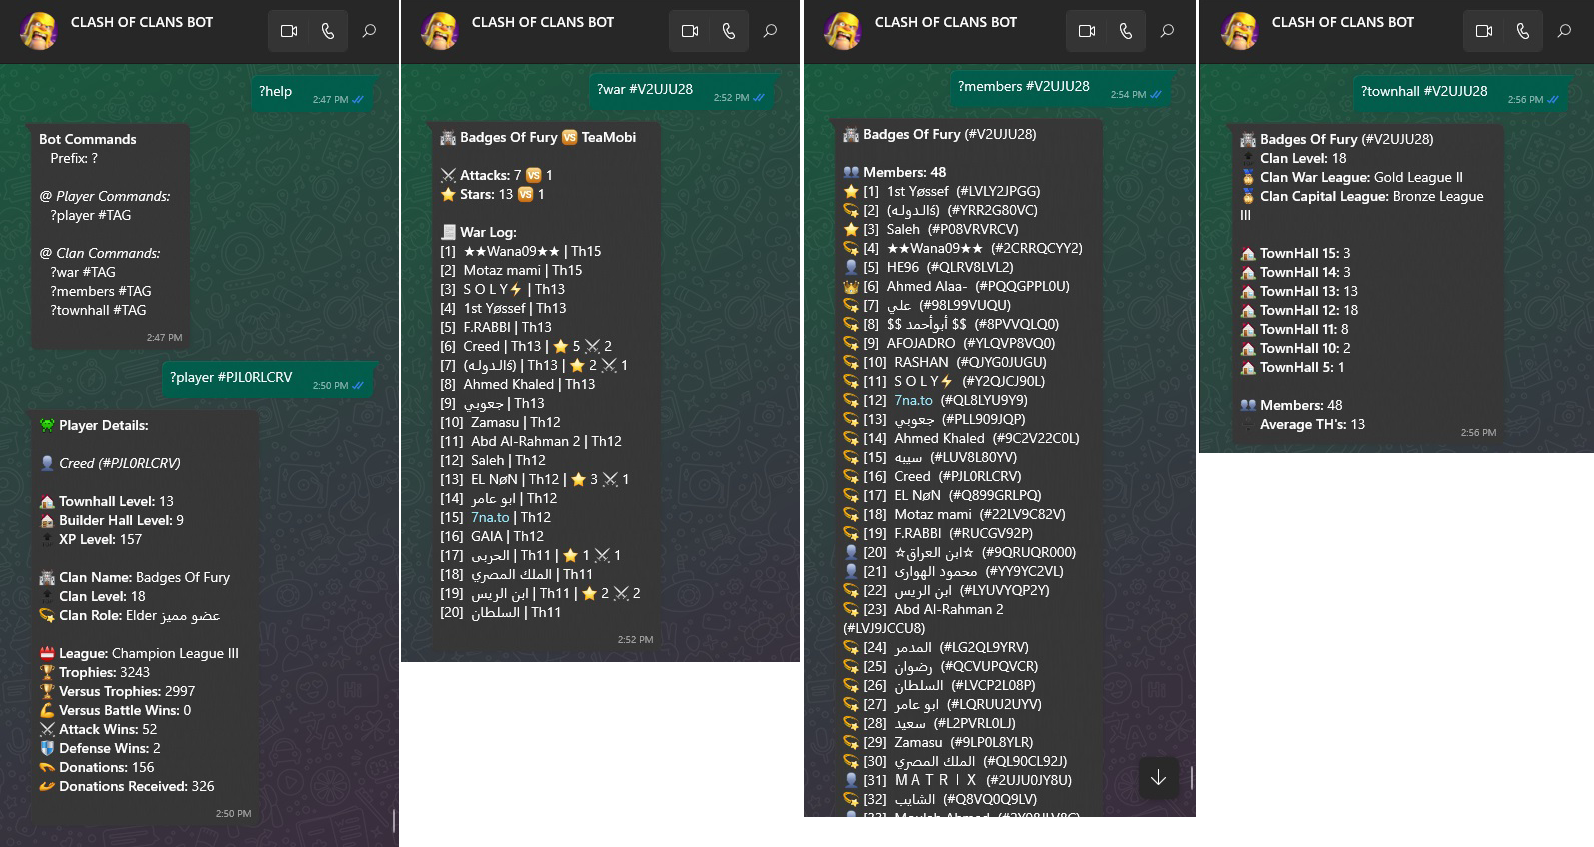 CLASH OF CLANS BOT
?help
2:47 PM
Bot Commands
Prefix: ?
@ Player Commands:
?player #TAG
@ Clan Commands:
?war #TAG
?members #TAG
?townhall #TAG
2:47 PM
?player #PJL0RLCRV
2:50 PM
Player Details:
Creed (#PJL0RLCRV)
Townhall Level: 13
Builder Hall Level: 9
XP Level: 157
Clan Name: Badges Of Fury
Clan Level: 18
Clan Role: Elder عضو مميز
League: Champion League III
Trophies: 3243
Versus Trophies: 2997
Versus Battle Wins: 0
Attack Wins: 52
Defense Wins: 2
Donations: 156
Donations Received: 326
2:50 PM
CLASH OF CLANS BOT
?war #V2UJU28
2:52 PM
Badges Of Fury 🆚 TeaMobi
Attacks: 7 🆚 1
Stars: 13 🆚 1
War Log:
[1] ★★Wana09★★ | Th15
[2] Motaz mami | Th15
[3] S O L Y⚡ | Th13
[4] 1st Yøssef | Th13
[5] F.RABBI | Th13
[6] Creed | Th13 | ⭐ 5 ⚔ 2
[7] (الدوله) | Th13 | ⭐ 2 ⚔ 1
[8] Ahmed Khaled | Th13
[9] جعوبي | Th13
[10] Zamasu | Th12
[11] Abd Al-Rahman 2 | Th12
[12] Saleh | Th12
[13] EL NøN | Th12 | ⭐ 3 ⚔ 1
[14] ابو عامر | Th12
[15] 7na.to | Th12
[16] GAIA | Th12
[17] الحربى | Th11 | ⭐ 1 ⚔ 1
[18] الملك المصري | Th11
[19] ابن الريس | Th11 | ⭐ 2 ⚔ 2
[20] السلطان | Th11
2:52 PM
CLASH OF CLANS BOT
?members #V2UJU28
2:54 PM
Badges Of Fury (#V2UJU28)
Members: 48
[1] 1st Yøssef (#LVLY2JPGG)
[2] (الدوله) (#YRR2G80VC)
[3] Saleh (#P08VRVRCV)
[4] ★★Wana09★★ (#2CRRQCYY2)
[5] HE96 (#QLRV8LVL2)
[6] Ahmed Alaa- (#PQQGPPL0U)
[7] علي (#98L99VUQU)
[8] $$ أبوأحمد $$ (#8PVVQLQ0)
[9] AFOJADRO (#YLQVP8VQ0)
[10] RASHAN (#QJYG0JUGU)
[11] S O L Y⚡ (#Y2QJCJ90L)
[12] 7na.to (#QL8LYU9Y9)
[13] جعوبي (#PLL909JQP)
[14] Ahmed Khaled (#9C2V22C0L)
[15] سيبه (#LUV8L80YV)
[16] Creed (#PJL0RLCRV)
[17] EL NøN (#Q899GRLPQ)
[18] Motaz mami (#22LV9C82V)
[19] F.RABBI (#RUCGV92P)
[20] ☆ابن العراق☆ (#9QRUQR000)
[21] محمود الهوارى (#YY9YC2VL)
[22] ابن الريس (#LYUVYQP2Y)
[23] Abd Al-Rahman 2
(#LVJ9JCCU8)
[24] المدمر (#LG2QL9YRV)
[25] رضوان (#QCVUPQVCR)
[26] السلطان (#LVCP2L08P)
[27] ابو عامر (#LQRUU2UYV)
[28] سعيد (#L2PVRL0LJ)
[29] Zamasu (#9LP0L8YLR)
[30] الملك المصري (#QL90CL92J)
[31] M A T R I X (#2UJU0JY8U)
[32] الشايب (#Q8VQ0Q9LV)
CLASH OF CLANS BOT
?townhall #V2UJU28
2:56 PM
Badges Of Fury (#V2UJU28)
Clan Level: 18
Clan War League: Gold League II
Clan Capital League: Bronze League
III
TownHall 15: 3
TownHall 14: 3
TownHall 13: 13
TownHall 12: 18
TownHall 11: 8
TownHall 10: 2
TownHall 5: 1
Members: 48
Average TH's: 13
2:56 PM